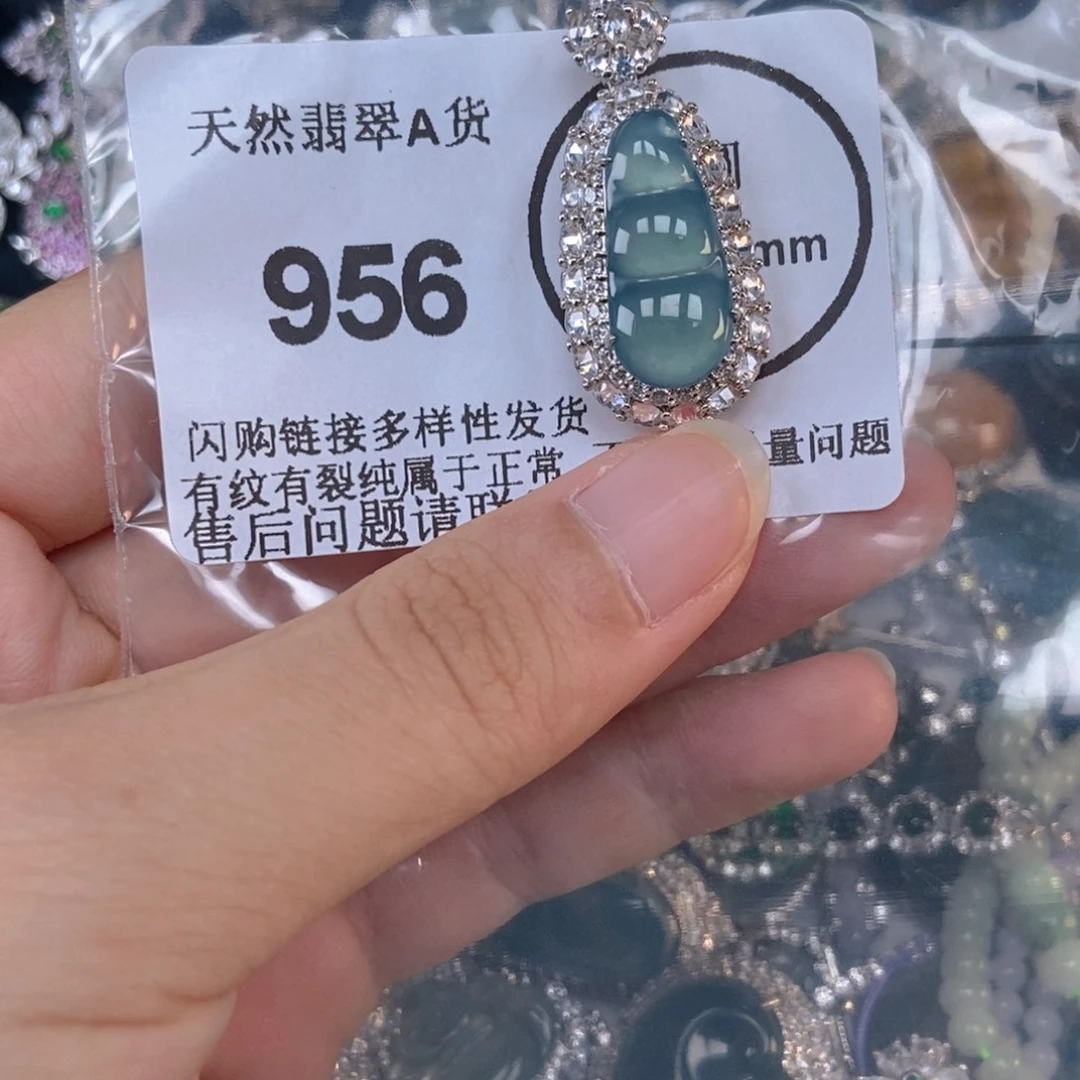 天然翡翠A货
956
mm
闪购链接多样性发货
有纹有裂纯属于正常
量问题
售后问题请联